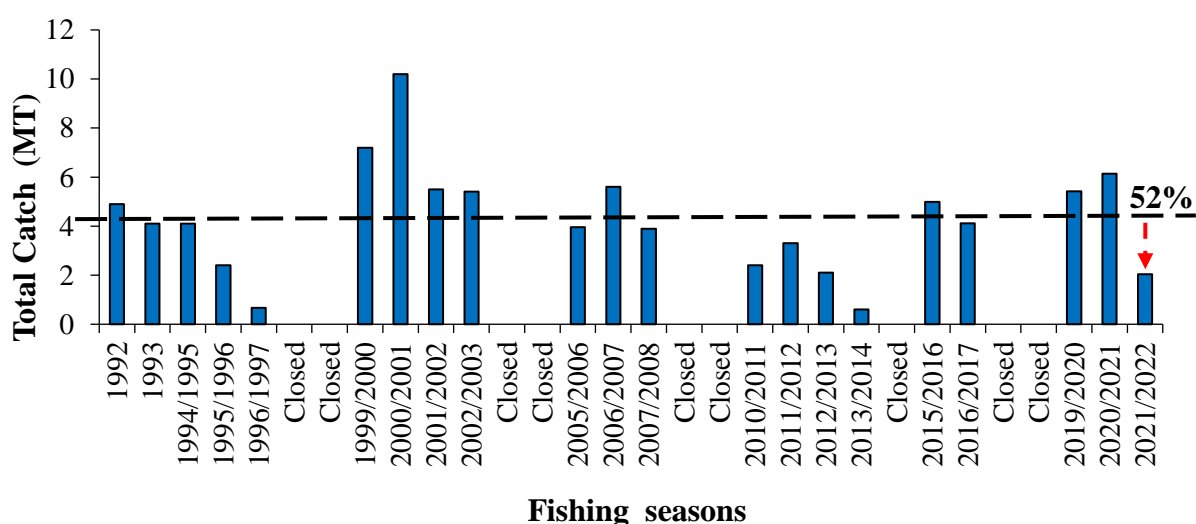 Total Catch (MT)
12
10
8
6
4
2
0
52%
1992
1993
1994/1995
1995/1996
1996/1997
Closed
Closed
1999/2000
2000/2001
2001/2002
2002/2003
Closed
Closed
2005/2006
2006/2007
2007/2008
Closed
Closed
2010/2011
2011/2012
2012/2013
2013/2014
Closed
2015/2016
2016/2017
Closed
Closed
2019/2020
2020/2021
2021/2022
Fishing seasons